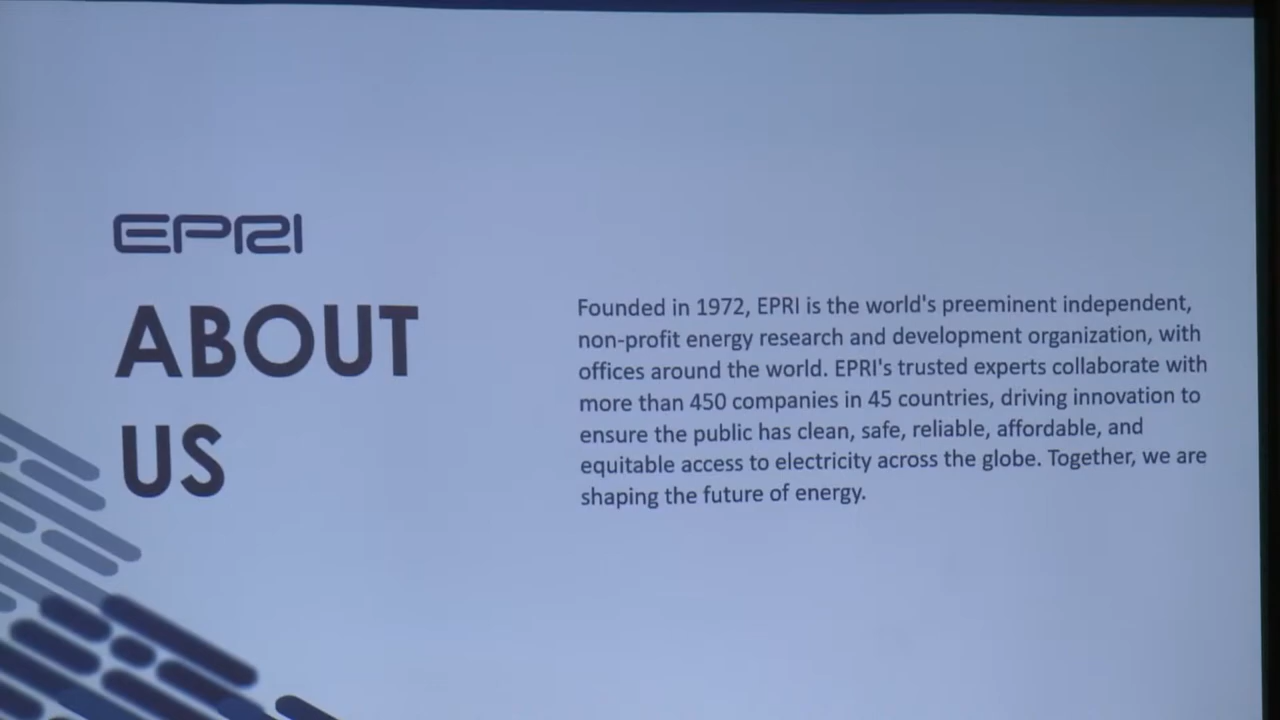 EPRI
ABOUT
US
Founded in 1972, EPRI is the world's preeminent independent,
non-profit energy research and development organization, with
offices around the world. EPRI's trusted experts collaborate with
more than 450 companies in 45 countries, driving innovation to
ensure the public has clean, safe, reliable, affordable, and
equitable access to electricity across the globe. Together, we are
shaping the future of energy.